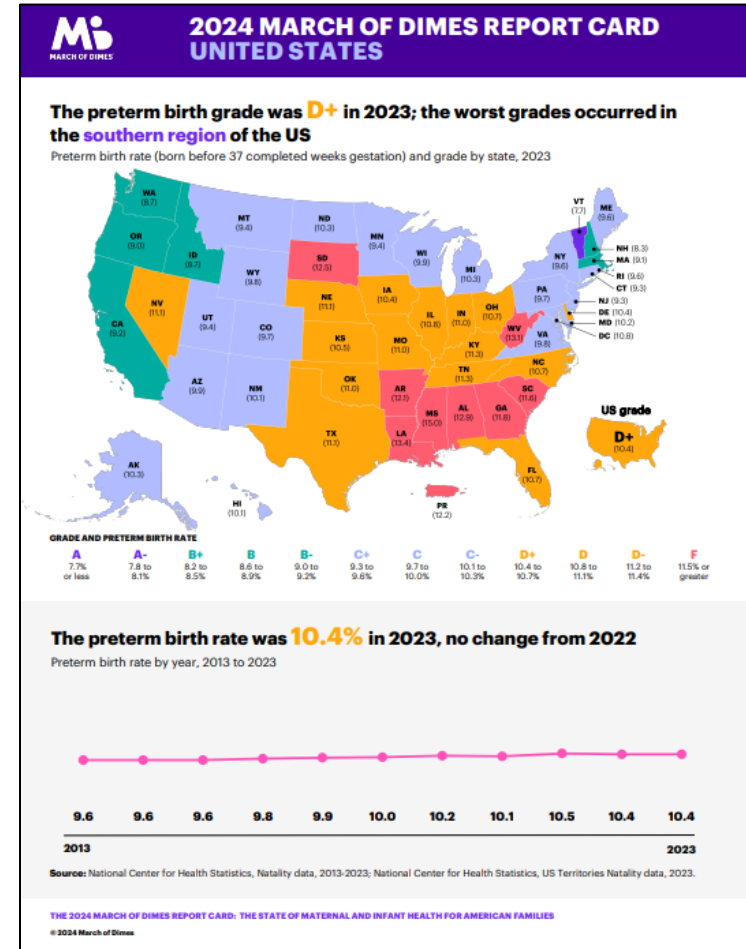 MARCH OF DIMES
2024 MARCH OF DIMES REPORT CARD
UNITED STATES
The preterm birth grade was D+ in 2023; the worst grades occurred in
the southern region of the US
Preterm birth rate (born before 37 completed weeks gestation) and grade by state, 2023
WA
(8.7)
OR
(9.0)
ID
(8.7)
MT
(9.4)
ND
(10.3)
MN
(9.4)
WI
(9.9)
MI
(10.3)
VT
(7.7)
ME
(9.6)
NY
(9.6)
NH (8.3)
MA (9.1)
RI (9.6)
CT (9.3)
NJ (9.3)
DE (10.4)
MD (10.2)
DC (10.8)
SD
(12.5)
WY
(9.8)
NV
(11.1)
CA
(9.2)
UT
(9.4)
CO
(9.7)
NE
(11.1)
IA
(10.4)
IL
(10.8)
IN
(11.0)
OH
(10.7)
PA
(9.7)
WV
(13.1)
VA
(9.8)
KS
(10.5)
MO
(11.0)
KY
(11.3)
NC
(10.7)
TN
(11.3)
AZ
(9.9)
NM
(10.1)
OK
(11.0)
AR
(12.1)
SC
(11.6)
MS
(15.0)
AL
(12.9)
GA
(11.8)
TX
(11.1)
LA
(13.4)
FL
(10.7)
AK
(10.3)
HI
(10.1)
PR
(12.2)
US grade
D+
(10.4)
GRADE AND PRETERM BIRTH RATE
A A- B+ B B- C+ C C- D+ D D- F
7.7% 7.8 to 8.2 to 8.6 to 9.0 to 9.3 to 9.7 to 10.1 to 10.4 to 10.8 to 11.2 to 11.5% or
or less 8.1% 8.5% 8.9% 9.2% 9.6% 10.0% 10.3% 10.7% 11.1% 11.4% greater
The preterm birth rate was 10.4% in 2023, no change from 2022
Preterm birth rate by year, 2013 to 2023
9.6 9.6 9.6 9.8 9.9 10.0 10.2 10.1 10.5 10.4 10.4
2013 2023
Source: National Center for Health Statistics, Natality data, 2013-2023; National Center for Health Statistics, US Territories Natality data, 2023.
THE 2024 MARCH OF DIMES REPORT CARD: THE STATE OF MATERNAL AND INFANT HEALTH FOR AMERICAN FAMILIES
© 2024 March of Dimes